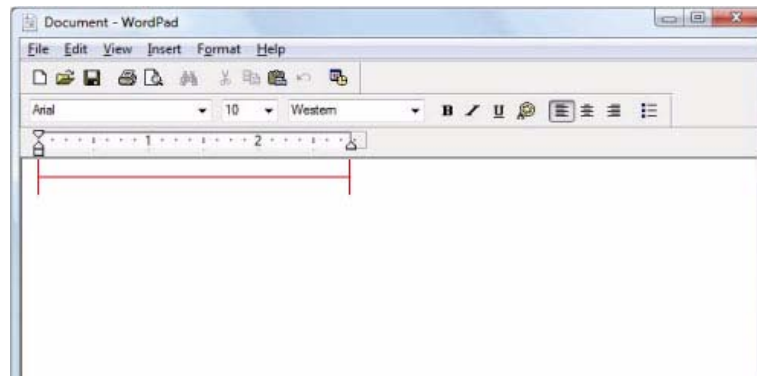 Document - WordPad
File Edit View Insert Format Help
Arial 10 Western B I U
1 2